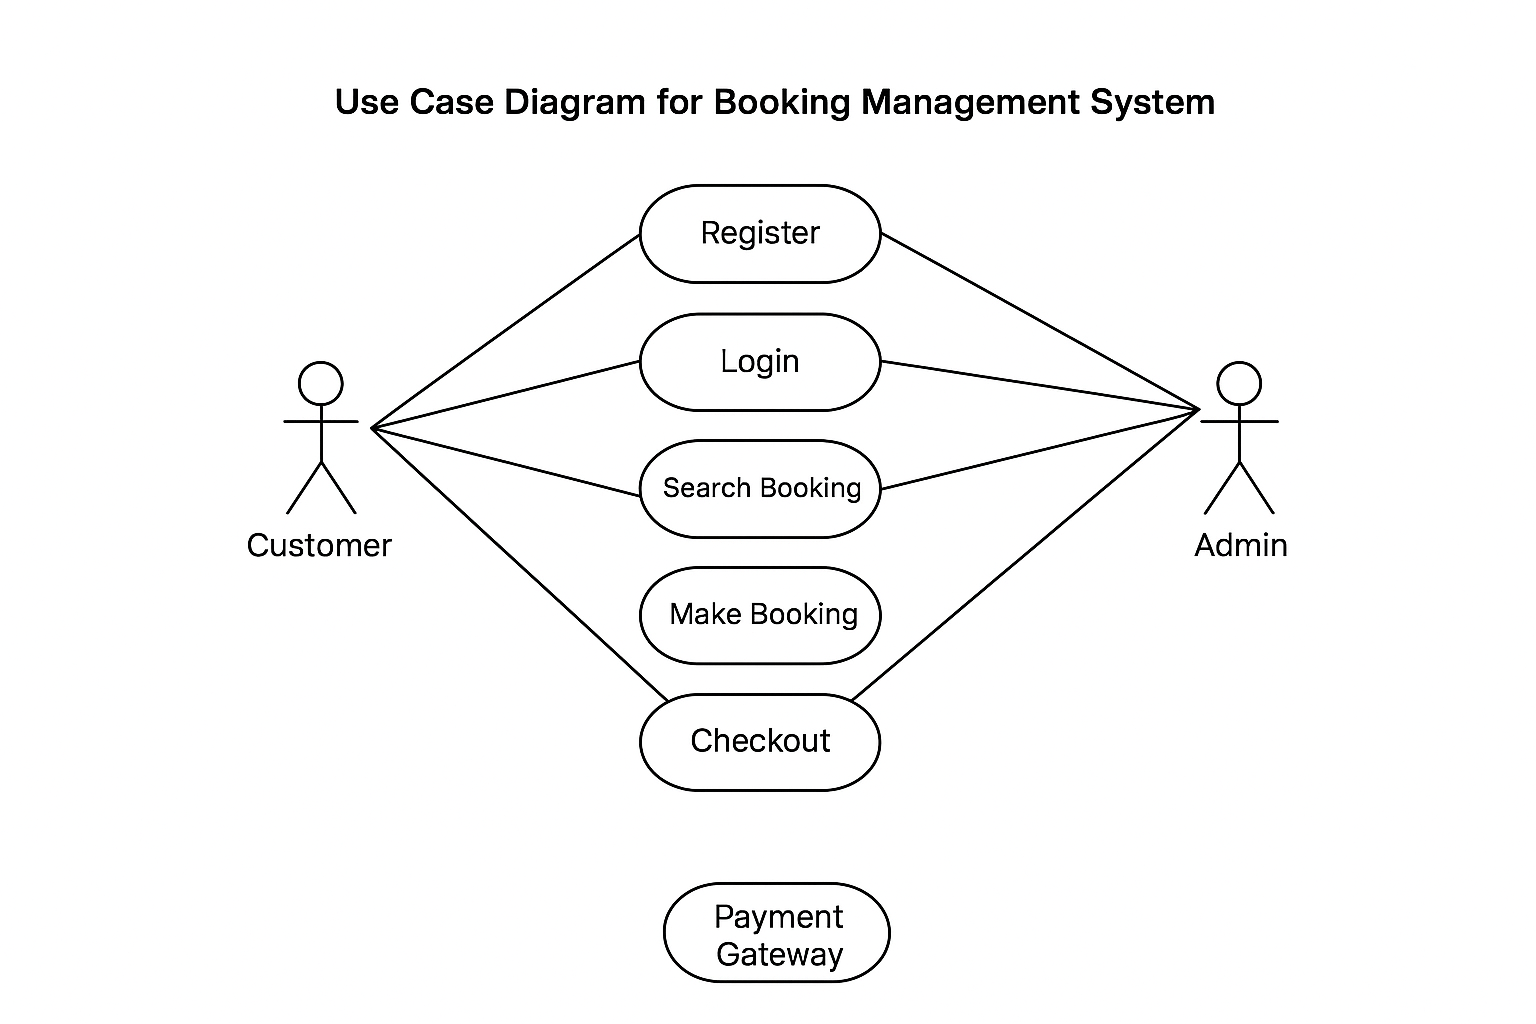 Use Case Diagram for Booking Management System
Register
Login
Search Booking
Make Booking
Checkout
Customer
Admin
Payment
Gateway